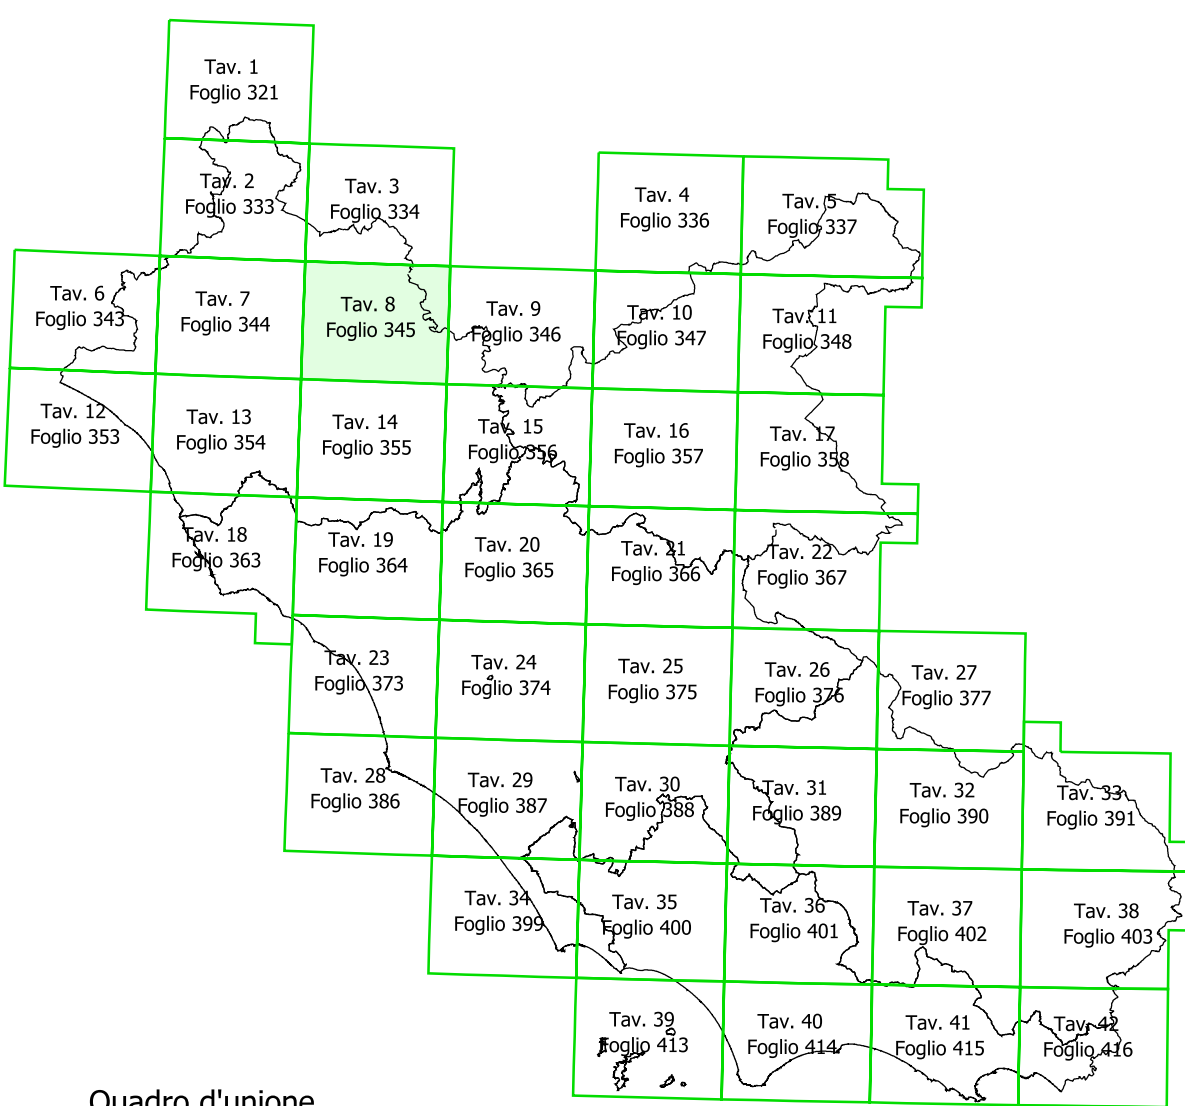 Tav. 1
Foglio 321
Tav. 2
Foglio 333
Tav. 3
Foglio 334
Tav. 4
Foglio 336
Tav. 5
Foglio 337
Tav. 6
Foglio 343
Tav. 7
Foglio 344
Tav. 8
Foglio 345
Tav. 9
Foglio 346
Tav. 10
Foglio 347
Tav. 11
Foglio 348
Tav. 12
Foglio 353
Tav. 13
Foglio 354
Tav. 14
Foglio 355
Tav. 15
Foglio 356
Tav. 16
Foglio 357
Tav. 17
Foglio 358
Tav. 18
Foglio 363
Tav. 19
Foglio 364
Tav. 20
Foglio 365
Tav. 21
Foglio 366
Tav. 22
Foglio 367
Tav. 23
Foglio 373
Tav. 24
Foglio 374
Tav. 25
Foglio 375
Tav. 26
Foglio 376
Tav. 27
Foglio 377
Tav. 28
Foglio 386
Tav. 29
Foglio 387
Tav. 30
Foglio 388
Tav. 31
Foglio 389
Tav. 32
Foglio 390
Tav. 33
Foglio 391
Tav. 34
Foglio 399
Tav. 35
Foglio 400
Tav. 36
Foglio 401
Tav. 37
Foglio 402
Tav. 38
Foglio 403
Tav. 39
Foglio 413
Tav. 40
Foglio 414
Tav. 41
Foglio 415
Tav. 42
Foglio 416
Quadro d'unione